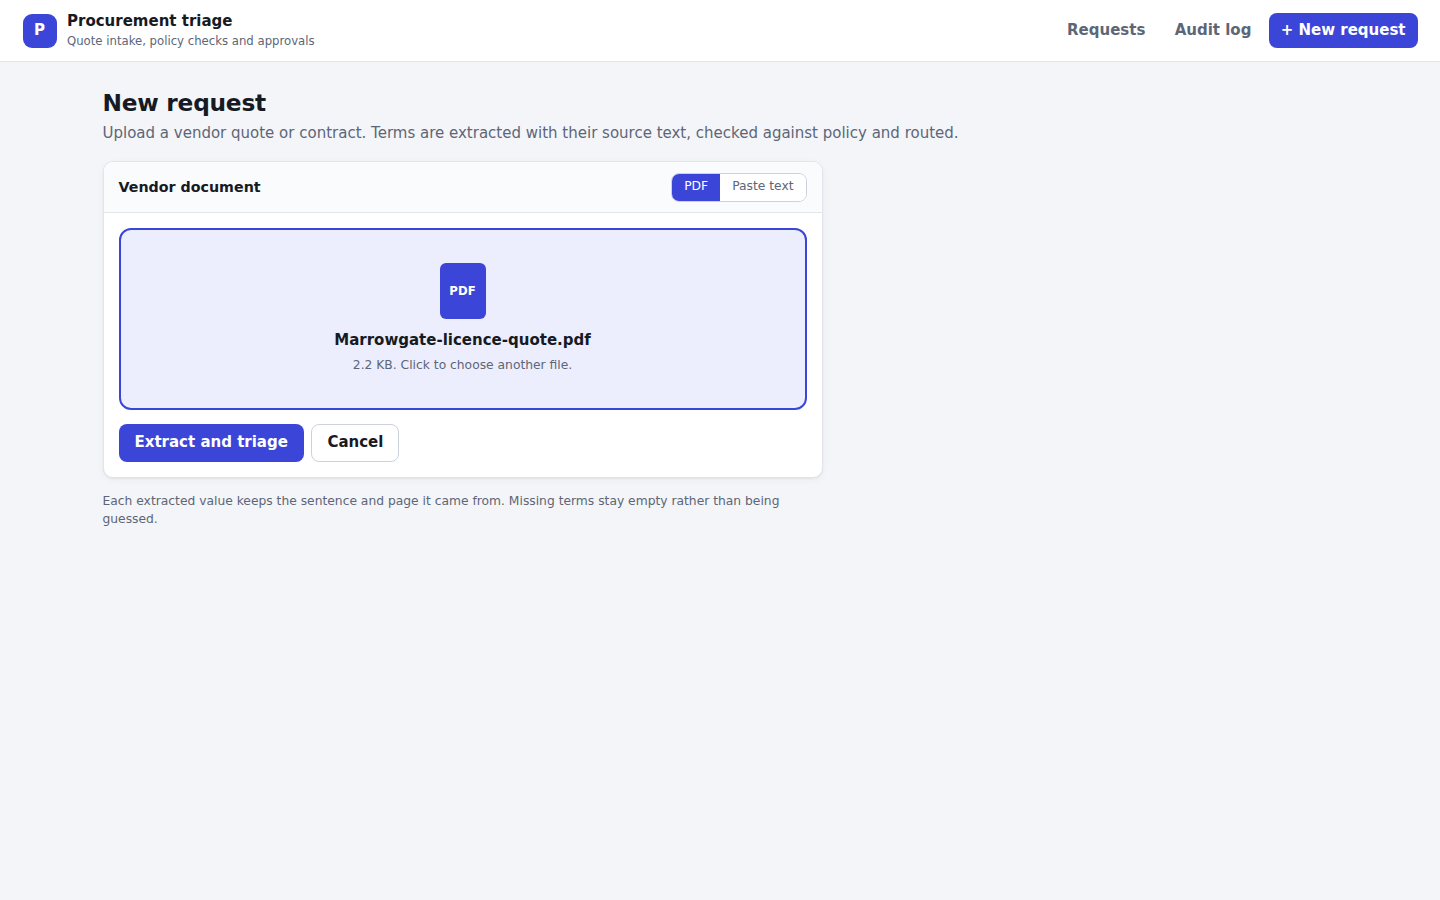 P
Procurement triage
Quote intake, policy checks and approvals
Requests
Audit log
+ New request
New request
Upload a vendor quote or contract. Terms are extracted with their source text, checked against policy and routed.
Vendor document
PDF
Paste text
PDF
Marrowgate-licence-quote.pdf
2.2 KB. Click to choose another file.
Extract and triage
Cancel
Each extracted value keeps the sentence and page it came from. Missing terms stay empty rather than being
guessed.